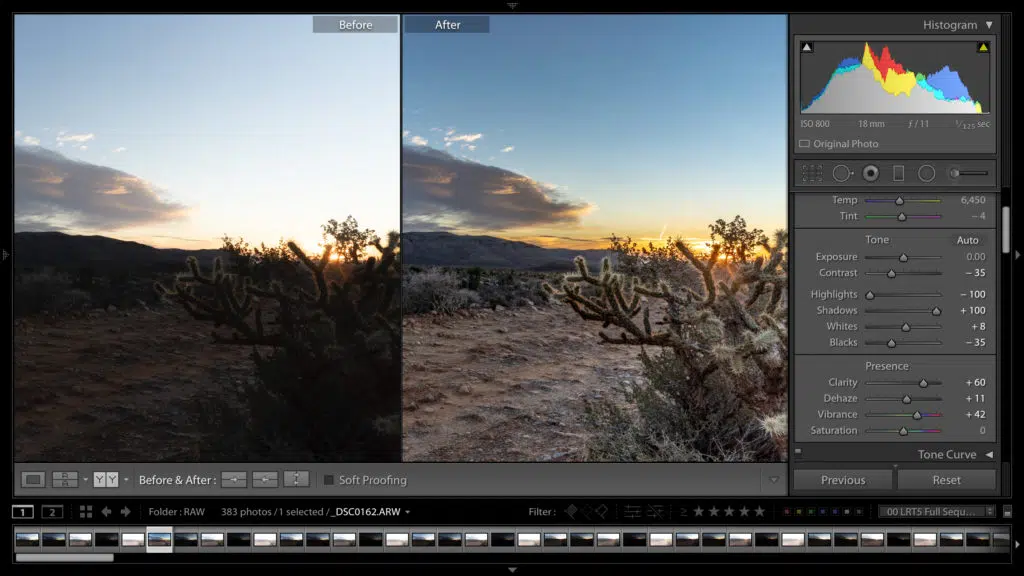 Before
After
Histogram
ISO 800 18 mm ƒ / 11 1/125 sec
Original Photo
Temp 6,450
Tint – 4
Tone Auto
Exposure 0.00
Contrast – 35
Highlights – 100
Shadows + 100
Whites + 8
Blacks – 35
Presence
Clarity + 60
Dehaze + 11
Vibrance + 42
Saturation 0
Tone Curve
R
A
Y Y
Before & After :
Soft Proofing
Previous
Reset
1 2
Folder : RAW
383 photos / 1 selected / _DSC0162.ARW
Filter :
00 LRT5 Full Sequ...